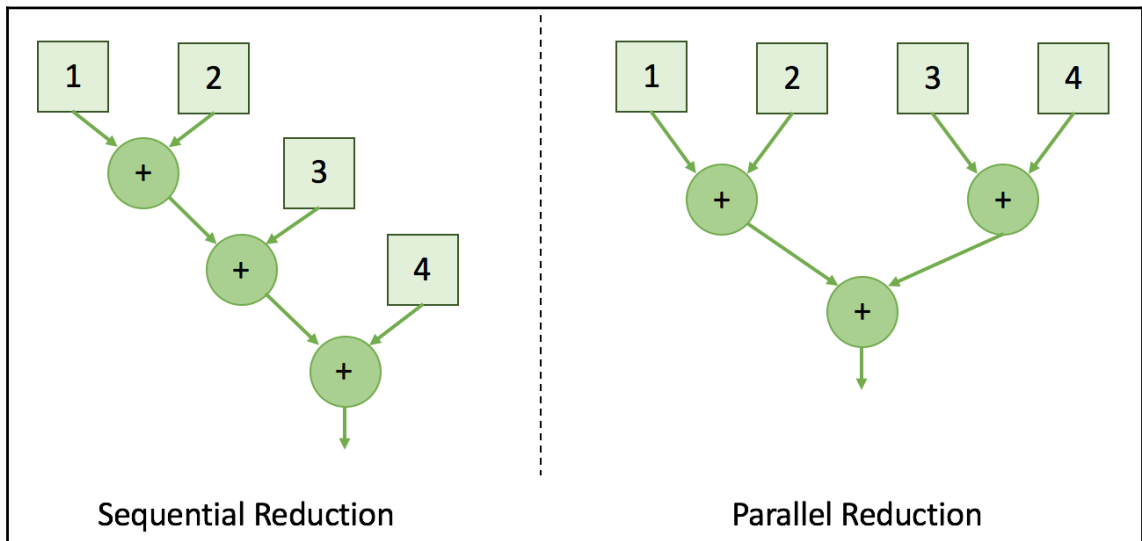 1 2
+
3
+
4
+
Sequential Reduction
1 2 3 4
+ +
+
Parallel Reduction